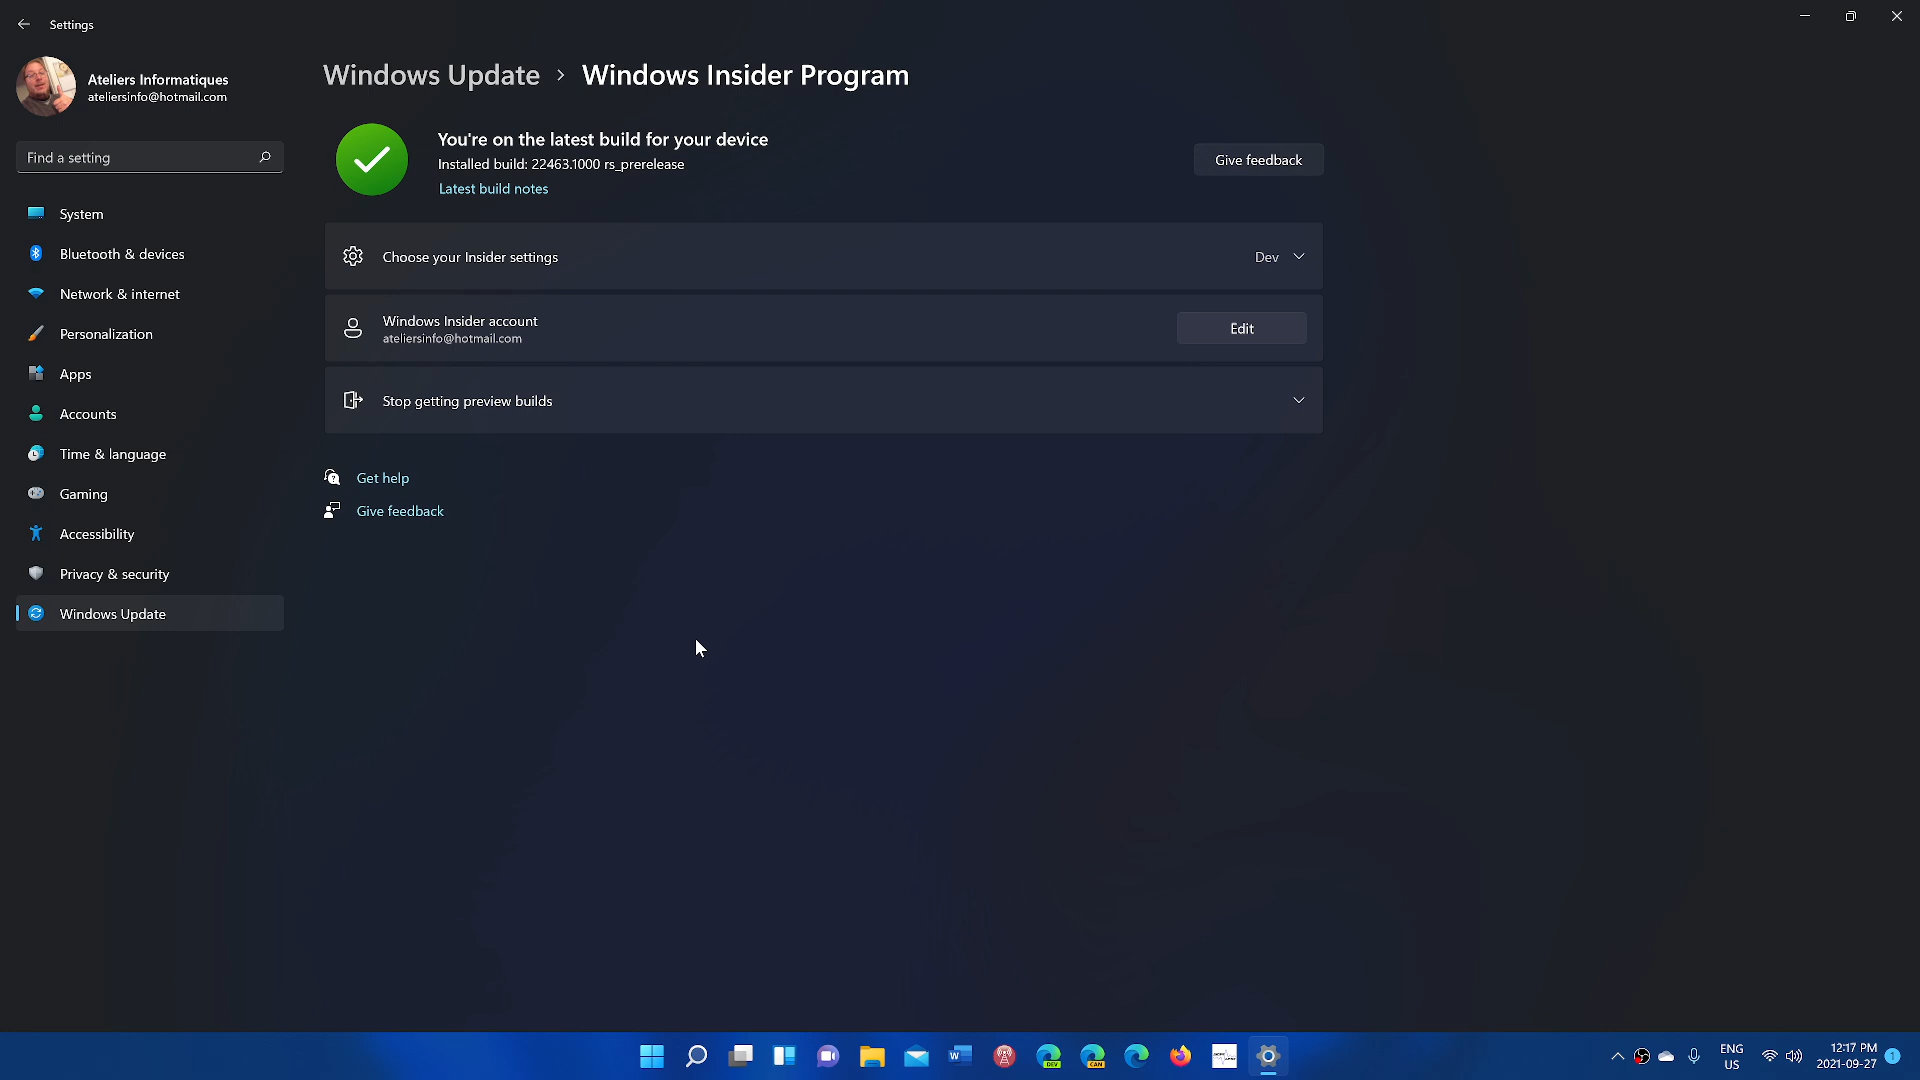 Settings
Ateliers Informatiques
ateliersinfo@hotmail.com
Find a setting
System
Bluetooth & devices
Network & internet
Personalization
Apps
Accounts
Time & language
Gaming
Accessibility
Privacy & security
Windows Update
Windows Update > Windows Insider Program
You're on the latest build for your device
Installed build: 22463.1000 rs_prerelease
Latest build notes
Give feedback
Choose your Insider settings
Dev
Windows Insider account
ateliersinfo@hotmail.com
Edit
Stop getting preview builds
Get help
Give feedback
W
DEV
CAN
ENG
US
12:17 PM
2021-09-27
1